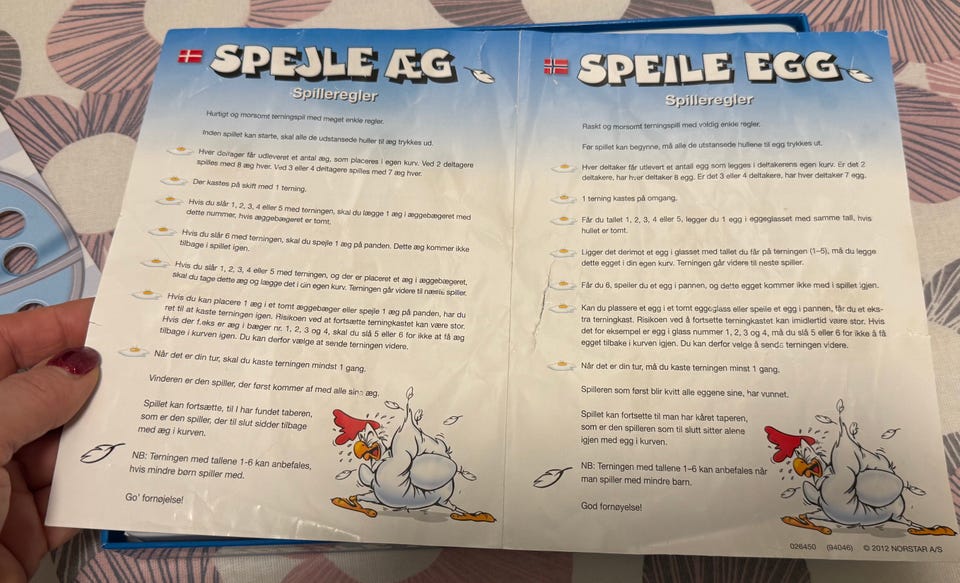 SPEJLE ÆG
Spilleregler
Hurtigt og morsomt terningspil med meget enkle regler.
Inden spillet kan starte, skal alle de udstansede huller til æg trykkes ud.
Hver deltager får udleveret et antal æg, som placeres i egen kurv. Ved 2 deltagere
spilles med 8 æg hver. Ved 3 eller 4 deltagere spilles med 7 æg hver.
Der kastes på skift med 1 terning.
Hvis du slår 1, 2, 3, 4 eller 5 med terningen, skal du lægge 1 æg i æggebægeret med
dette nummer, hvis æggebægeret er tomt.
Hvis du slår 6 med terningen, skal du spejle 1 æg på panden. Dette æg kommer ikke
tilbage i spillet igen.
Hvis du slår 1, 2, 3, 4 eller 5 med terningen, og der er placeret et æg i æggebægeret,
skal du tage dette æg og lægge det i din egen kurv. Terningen går videre til næste spiller.
Hvis du kan placere 1 æg i et tomt æggebæger eller spejle 1 æg på panden, har du
ret til at kaste terningen igen. Risikoen ved at fortsætte terningkastet kan være stor.
Hvis der f.eks er æg i bæger nr. 1, 2, 3 og 4, skal du slå 5 eller 6 for ikke at få æg
tilbage i kurven igen. Du kan derfor vælge at sende terningen videre.
Når det er din tur, skal du kaste terningen mindst 1 gang.
Vinderen er den spiller, der først kommer af med alle sine æg.
Spillet kan fortsætte, til I har fundet taberen,
som er den spiller, der til slut sidder tilbage
med æg i kurven.
NB: Terningen med tallene 1-6 kan anbefales,
hvis mindre børn spiller med.
Go' fornøjelse!
SPEILE EGG
Spilleregler
Raskt og morsomt terningspill med voldig enkle regler.
Før spillet kan begynne, må alle de utstansede hullene til egg trykkes ut.
Hver deltaker får utlevert et antall egg som legges i deltakerens egen kurv. Er det 2
deltakere, har hver deltaker 8 egg. Er det 3 eller 4 deltakere, har hver deltaker 7 egg.
1 terning kastes på omgang.
Får du tallet 1, 2, 3, 4 eller 5, legger du 1 egg i eggeglasset med samme tall, hvis
hullet er tomt.
Ligger det derimot et egg i glasset med tallet du får på terningen (1–5), må du legge
dette egget i din egen kurv. Terningen går videre til neste spiller.
Får du 6, speiler du et egg i pannen, og dette egget kommer ikke med i spillet igjen.
Kan du plassere et egg i et tomt eggeglass eller speile et egg i pannen, får du et eks-
tra terningkast. Risikoen ved å fortsette terningkastet kan imidlertid være stor. Hvis
det for eksempel er egg i glass nummer 1, 2, 3 og 4, må du slå 5 eller 6 for ikke å få
egget tilbake i kurven igjen. Du kan derfor velge å sende terningen videre.
Når det er din tur, må du kaste terningen minst 1 gang.
Spilleren som først blir kvitt alle eggene sine, har vunnet.
Spillet kan fortsette til man har kåret taperen,
som er den spilleren som til slutt sitter alene
igjen med egg i kurven.
NB: Terningen med tallene 1–6 kan anbefales når
man spiller med mindre barn.
God fornøyelse!
026450 (94046) © 2012 NORSTAR A/S